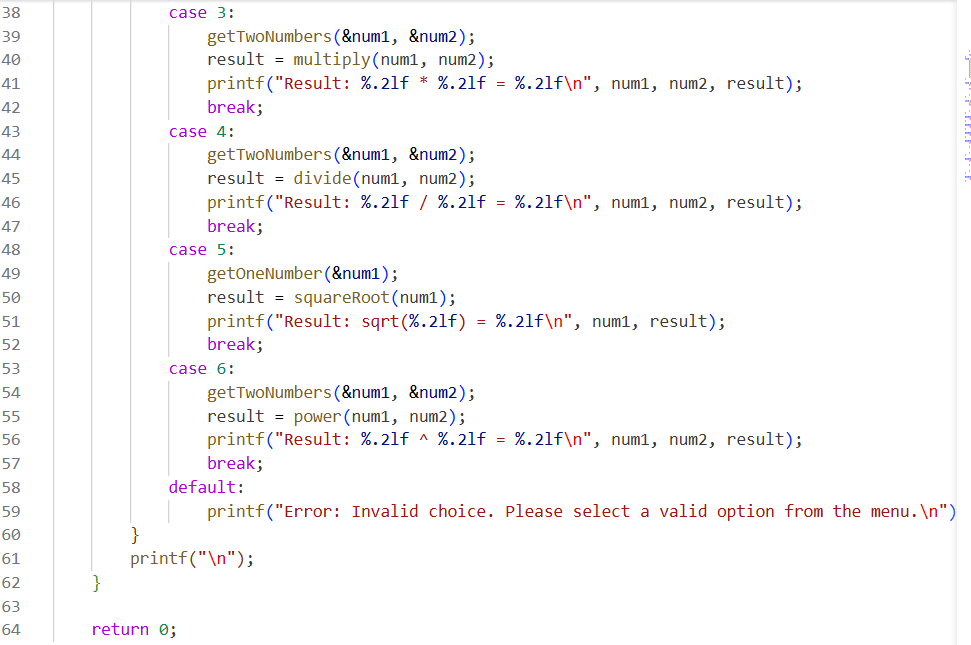 38 case 3:
39 getTwoNumbers(&num1, &num2);
40 result = multiply(num1, num2);
41 printf("Result: %.2lf * %.2lf = %.2lf\n", num1, num2, result);
42 break;
43 case 4:
44 getTwoNumbers(&num1, &num2);
45 result = divide(num1, num2);
46 printf("Result: %.2lf / %.2lf = %.2lf\n", num1, num2, result);
47 break;
48 case 5:
49 getOneNumber(&num1);
50 result = squareRoot(num1);
51 printf("Result: sqrt(%.2lf) = %.2lf\n", num1, result);
52 break;
53 case 6:
54 getTwoNumbers(&num1, &num2);
55 result = power(num1, num2);
56 printf("Result: %.2lf ^ %.2lf = %.2lf\n", num1, num2, result);
57 break;
58 default:
59 printf("Error: Invalid choice. Please select a valid option from the menu.\n")
60 }
61 printf("\n");
62 }
63
64 return 0;